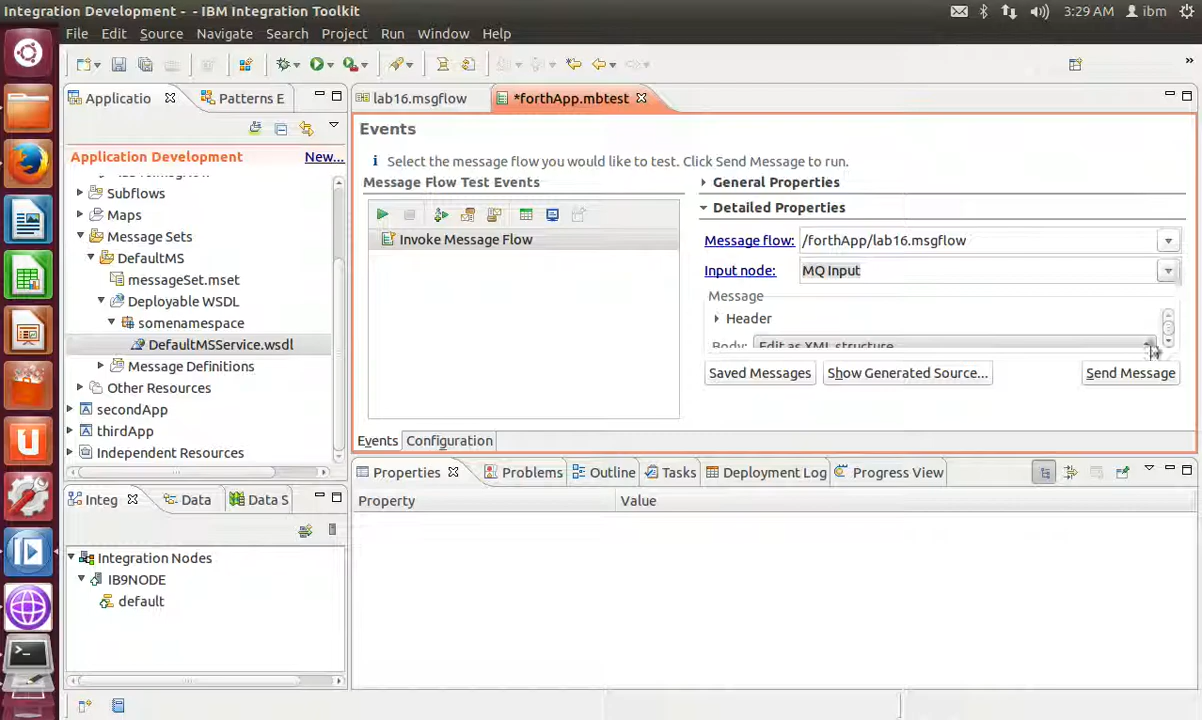 Integration Development - - IBM Integration Toolkit
3:29 AM
ibm
File Edit Source Navigate Search Project Run Window Help
Applicatio
Patterns E
lab16.msgflow
*forthApp.mbtest
Application Development
New...
Subflows
Maps
Message Sets
DefaultMS
messageSet.mset
Deployable WSDL
somenamespace
DefaultMSService.wsdl
Message Definitions
Other Resources
secondApp
thirdApp
Independent Resources
Events
Select the message flow you would like to test. Click Send Message to run.
Message Flow Test Events
Invoke Message Flow
General Properties
Detailed Properties
Message flow: /forthApp/lab16.msgflow
Input node: MQ Input
Message
Header
Body: Edit as XML structure
Saved Messages
Show Generated Source...
Send Message
Events
Configuration
Integ
Data
Data S
Integration Nodes
IB9NODE
default
Properties
Problems
Outline
Tasks
Deployment Log
Progress View
Property
Value